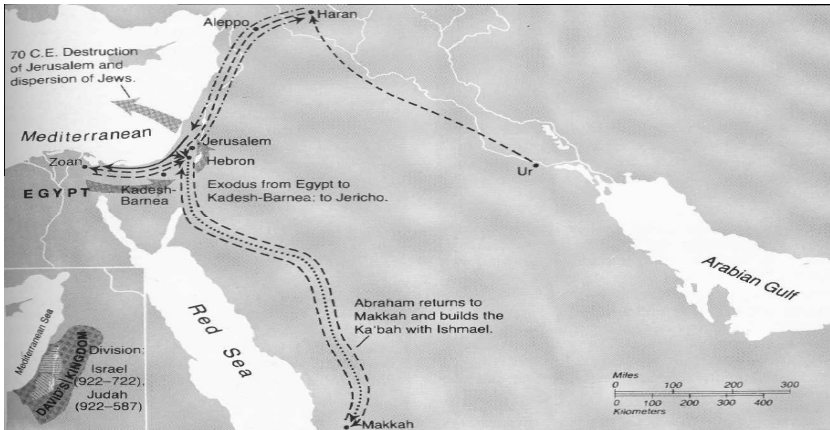 Aleppo
Haran
70 C.E. Destruction
of Jerusalem and
dispersion of Jews.
Mediterranean
Jerusalem
Zoan
Hebron
Ur
EGYPT
Kadesh-
Barnea
Exodus from Egypt to
Kadesh-Barnea: to Jericho.
Arabian Gulf
Red Sea
Abraham returns to
Makkah and builds the
Ka'bah with Ishmael.
Mediterranean Sea
DAVID'S KINGDOM
Division:
Israel
(922–722).
Judah
(922–587)
Miles
0 100 200 300
0 100 200 300 400
Kilometers
Makkah